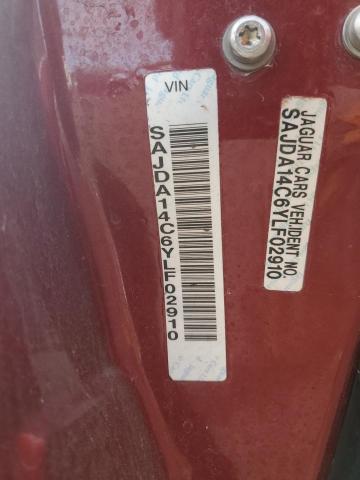 VIN
SAJDA14C6YLF02910
JAGUAR CARS VEH.IDENT NO.
SAJDA14C6YLF02910